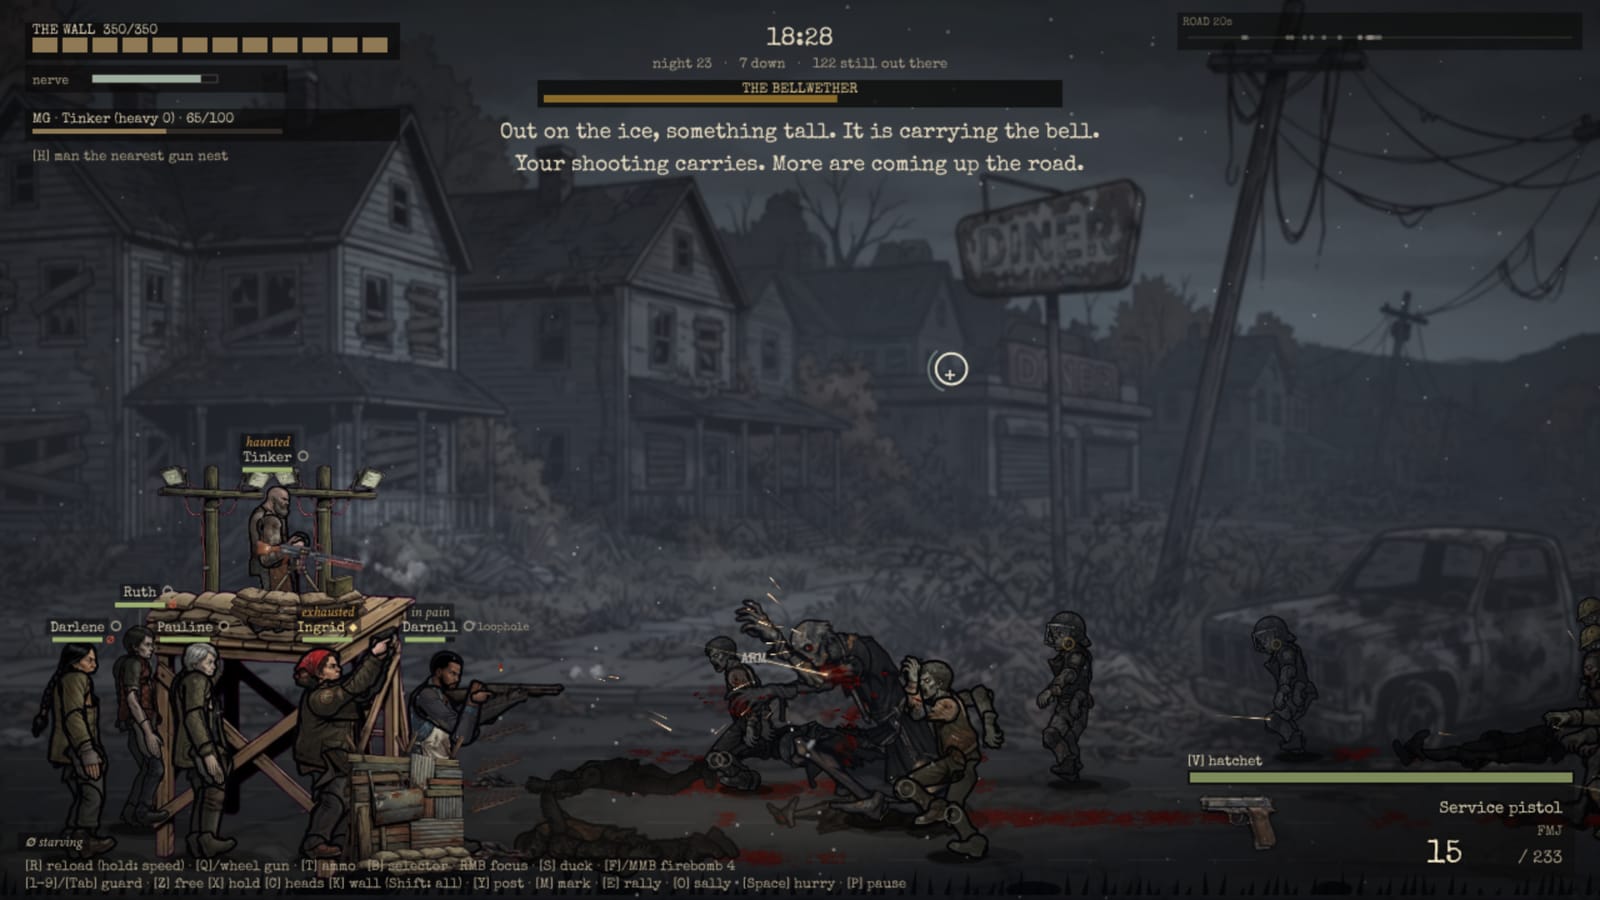 THE WALL 350/350
nerve
MG · Tinker (heavy 0) · 65/100
[H] man the nearest gun nest
18:28
night 23 · 7 down · 122 still out there
THE BELLWETHER
Out on the ice, something tall. It is carrying the bell.
Your shooting carries. More are coming up the road.
ROAD 20s
DINER
DINER
haunted
Tinker
Ruth
exhausted
in pain
Darlene
Pauline
Ingrid
Darnell
loophole
ARM
[V] hatchet
Service pistol
FMJ
15 / 233
Ø starving
[R] reload (hold: speed) · [Q]/wheel gun · [T] ammo · [B] selector · RMB focus · [S] duck · [F]/MMB firebomb 4
[1-9]/[Tab] guard · [Z] free [X] hold [C] heads [K] wall (Shift: all) · [Y] post · [M] mark · [E] rally · [O] sally · [Space] hurry · [P] pause